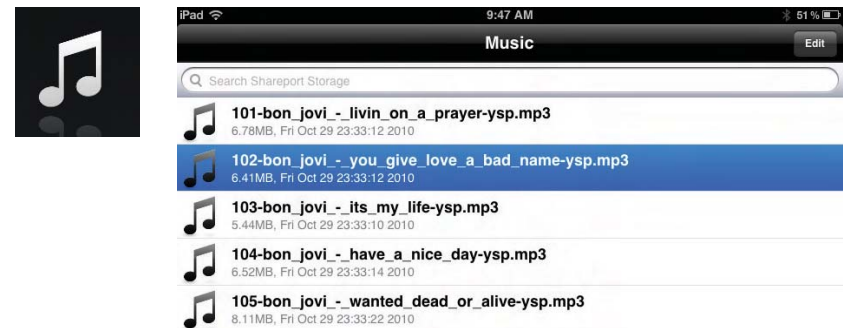 iPad 9:47 AM 51%
Music Edit
Search Shareport Storage
101-bon_jovi_-_livin_on_a_prayer-ysp.mp3
6.78MB, Fri Oct 29 23:33:12 2010
102-bon_jovi_-_you_give_love_a_bad_name-ysp.mp3
6.41MB, Fri Oct 29 23:33:12 2010
103-bon_jovi_-_its_my_life-ysp.mp3
5.44MB, Fri Oct 29 23:33:10 2010
104-bon_jovi_-_have_a_nice_day-ysp.mp3
6.52MB, Fri Oct 29 23:33:14 2010
105-bon_jovi_-_wanted_dead_or_alive-ysp.mp3
8.11MB, Fri Oct 29 23:33:22 2010